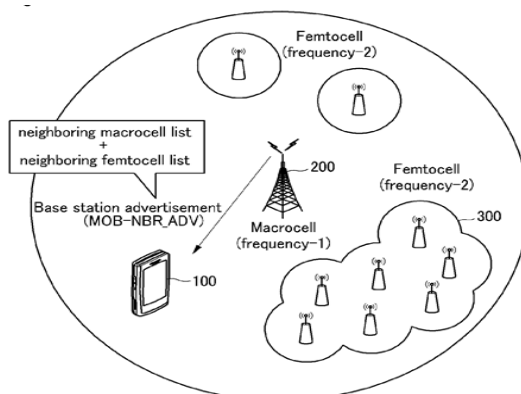 Femtocell
(frequency-2)
neighboring macrocell list
+
neighboring femtocell list
200
Femtocell
(frequency-2)
Base station advertisement
(MOB-NBR_ADV)
Macrocell
(frequency-1)
300
100